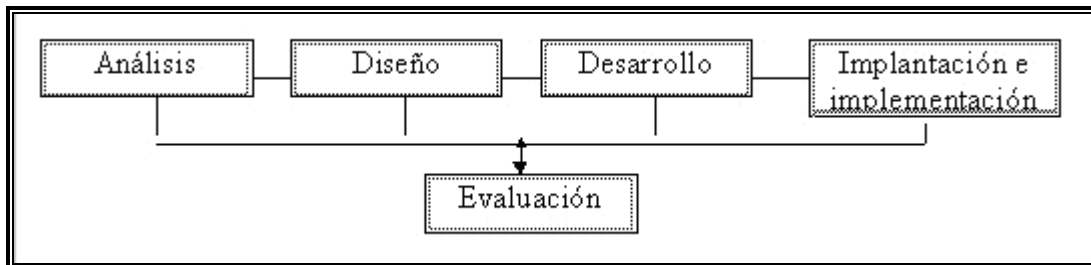 Análisis
Diseño
Desarrollo
Implantación e
implementación
Evaluación